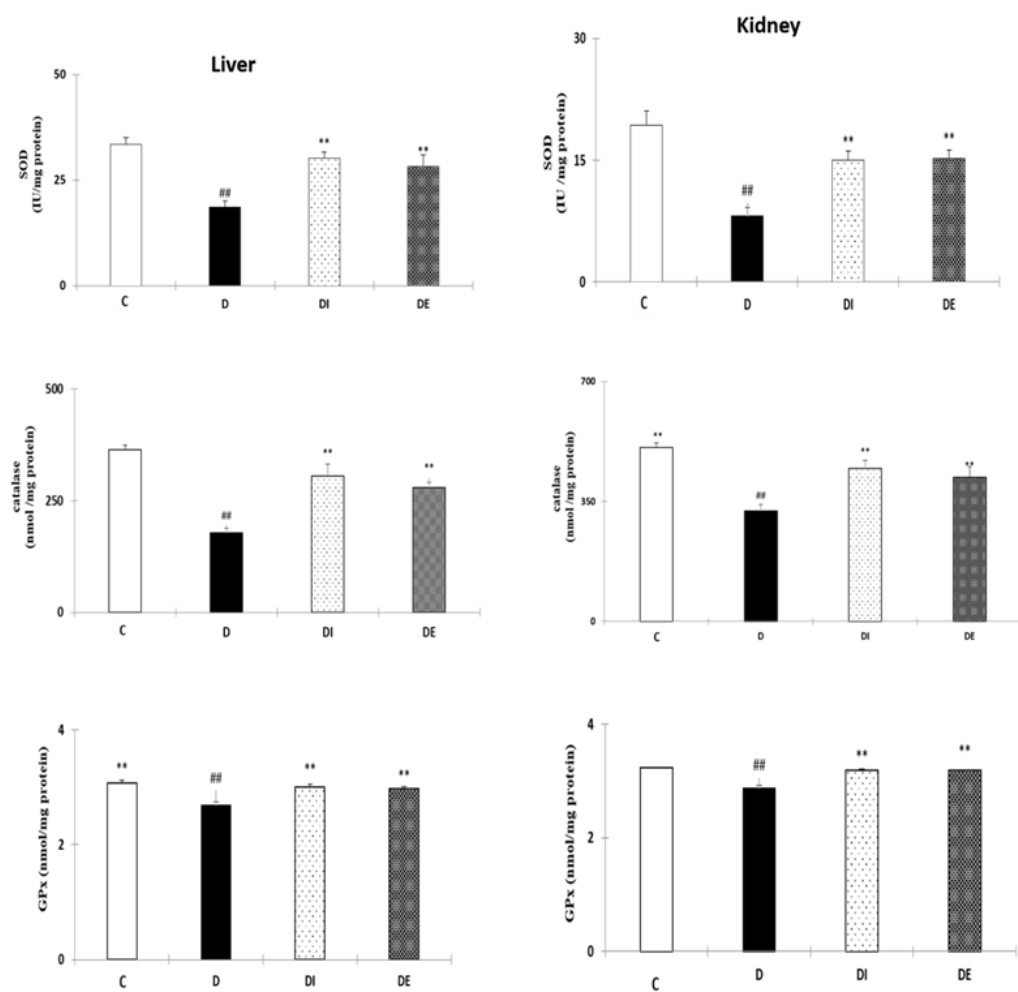 Liver
50
SOD
(IU/mg protein)
25
0
##
**
**
C D DI DE
Kidney
30
SOD
(IU /mg protein)
15
0
##
**
**
C D DI DE
500
catalase
(nmol /mg protein)
250
0
##
**
**
C D DI DE
700
catalase
(nmol /mg protein)
350
0
**
##
**
**
C D DI DE
4
GPx (nmol/mg protein)
2
0
**
##
**
**
C D DI DE
4
GPx (nmol/mg protein)
2
0
##
**
**
C D DI DE